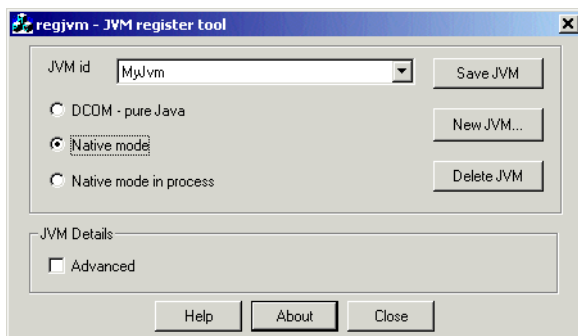 regjvm - JVM register tool
JVM id
MyJvm
Save JVM
DCOM - pure Java
New JVM...
Native mode
Native mode in process
Delete JVM
JVM Details
Advanced
Help
About
Close